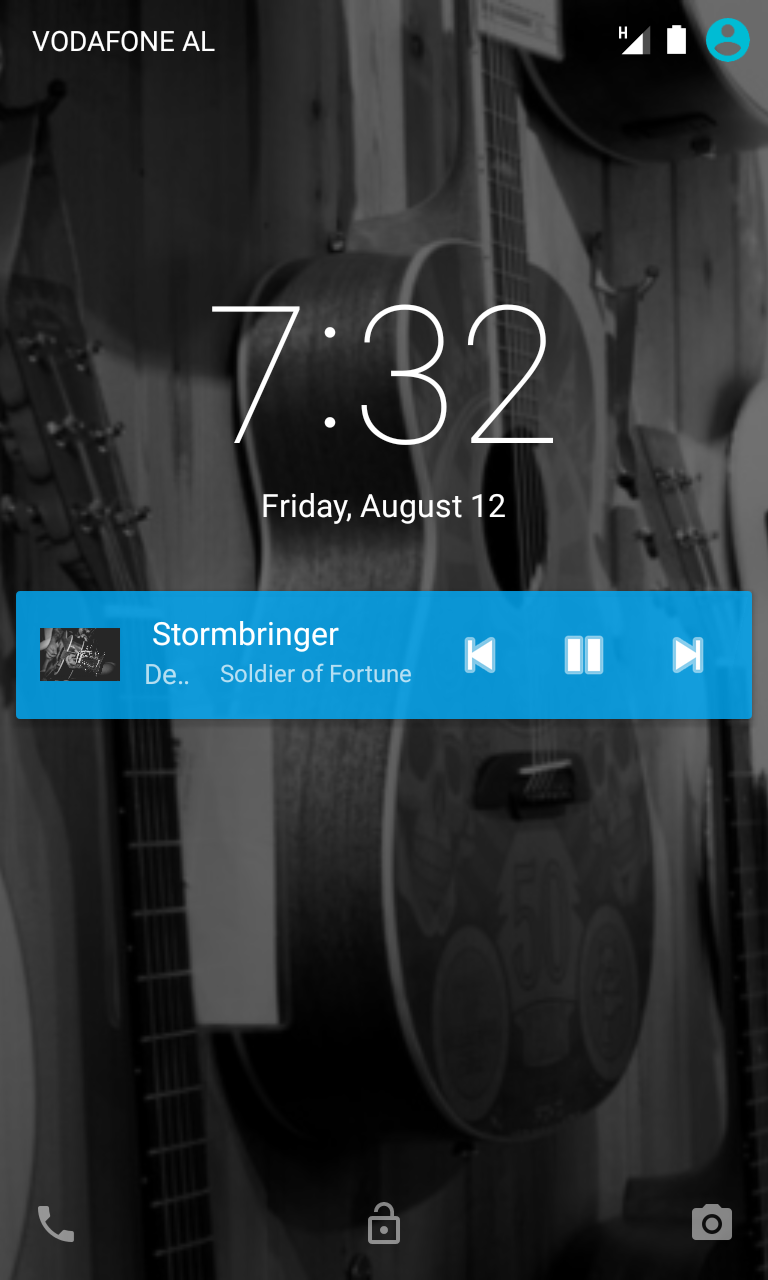 VODAFONE AL
H
7:32
Friday, August 12
Stormbringer
De.. Soldier of Fortune